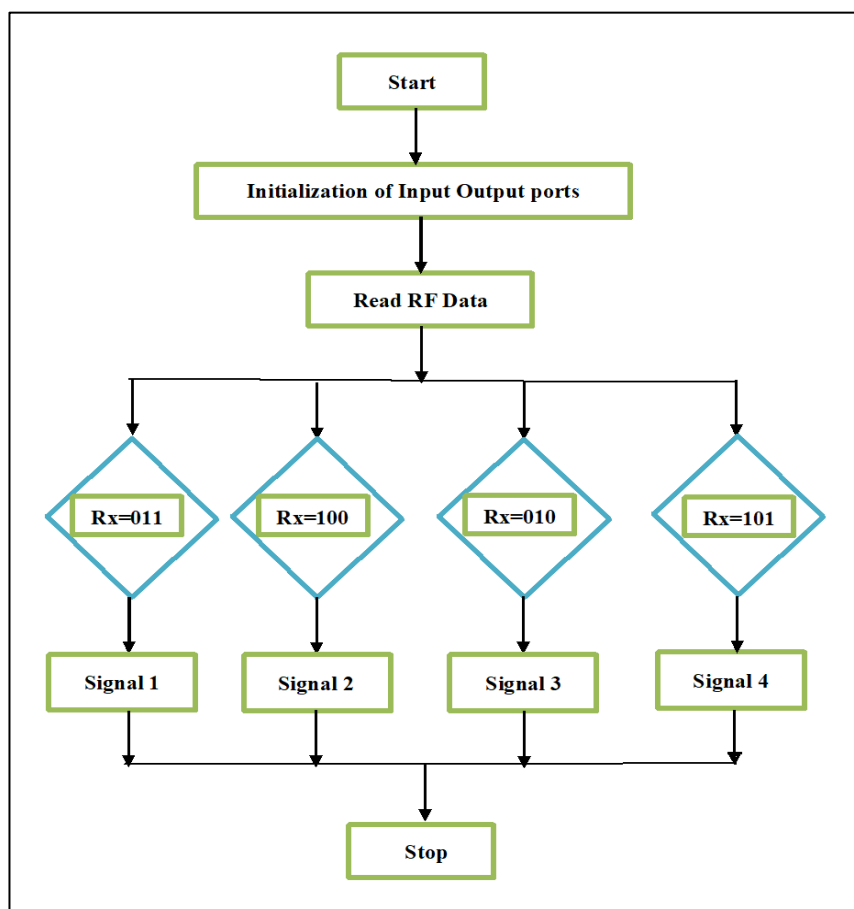 Start
Initialization of Input Output ports
Read RF Data
Rx=011
Rx=100
Rx=010
Rx=101
Signal 1
Signal 2
Signal 3
Signal 4
Stop